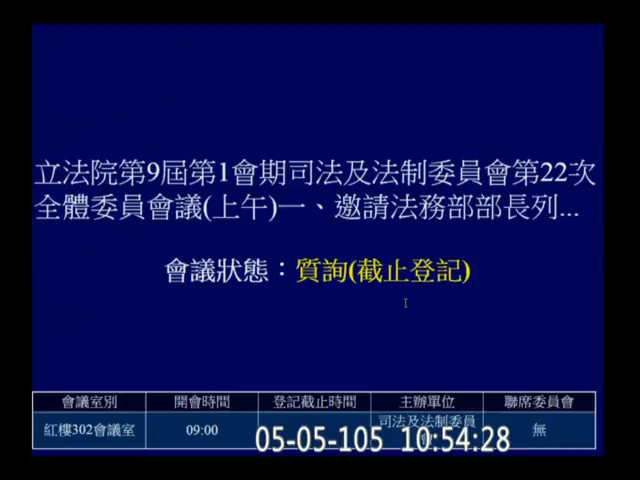 立法院第9屆第1會期司法及法制委員會第22次
全體委員會議(上午)一、邀請法務部部長列...
會議狀態：質詢(截止登記)
會議室別 開會時間 登記截止時間 主辦單位 聯席委員會
紅樓302會議室 09:00 司法及法制委員 無
05-05-105 10:54:28